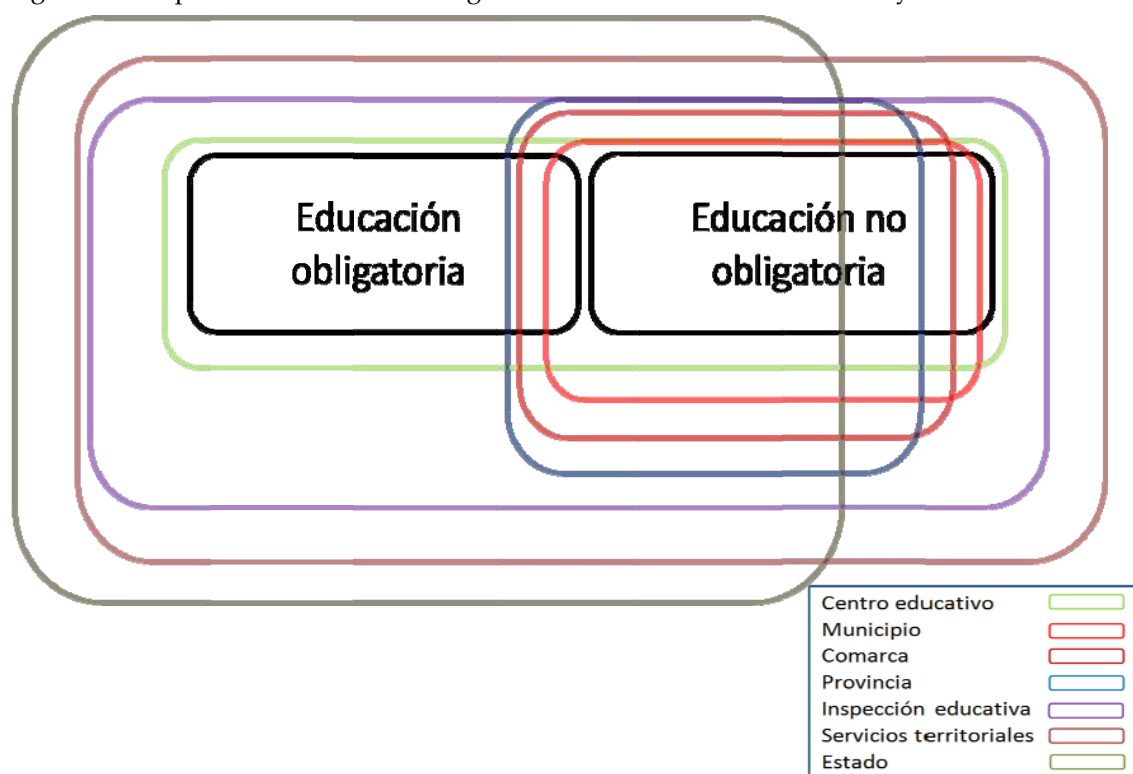 Educación
obligatoria
Educación no
obligatoria
Centro educativo
Municipio
Comarca
Provincia
Inspección educativa
Servicios territoriales
Estado